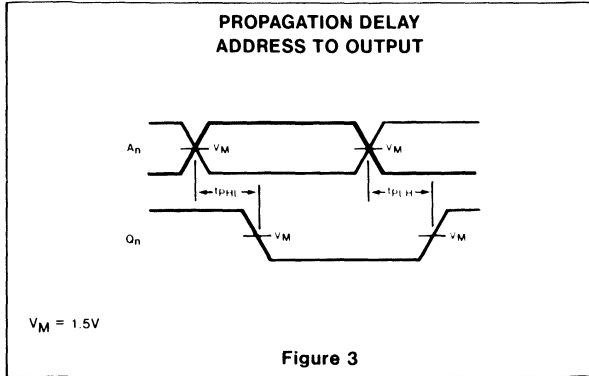 PROPAGATION DELAY
ADDRESS TO OUTPUT
An
VM
VM
tPHL
tPLH
Qn
VM
VM
VM = 1.5V
Figure 3